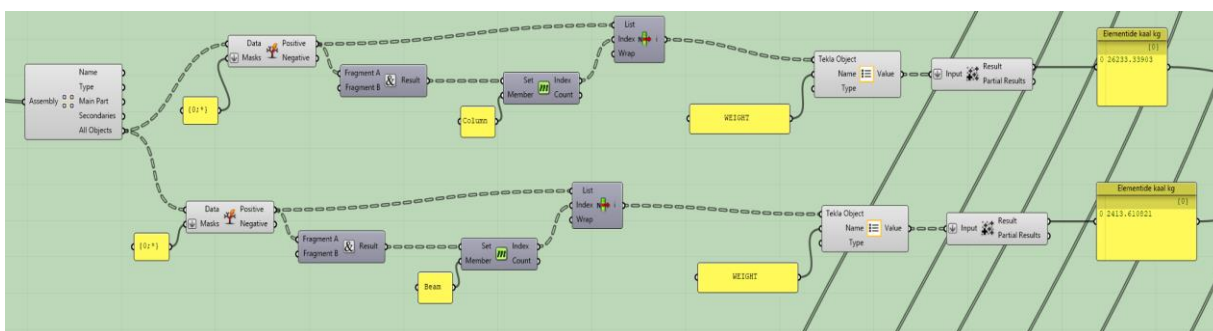 Name
Type
Assembly
Main Part
Secondaries
All Objects
Data
Positive
Masks
Negative
{0;*}
Fragment A
Result
Fragment B
Column
Set
Index
Member
Count
List
Index
i
Wrap
WEIGHT
Tekla Object
Name
Value
Type
Input
Result
Partial Results
Elementide kaal kg
{0}
0 26233.33903
Data
Positive
Masks
Negative
{0;*}
Fragment A
Result
Fragment B
Beam
Set
Index
Member
Count
List
Index
i
Wrap
WEIGHT
Tekla Object
Name
Value
Type
Input
Result
Partial Results
Elementide kaal kg
{0}
0 2413.610821